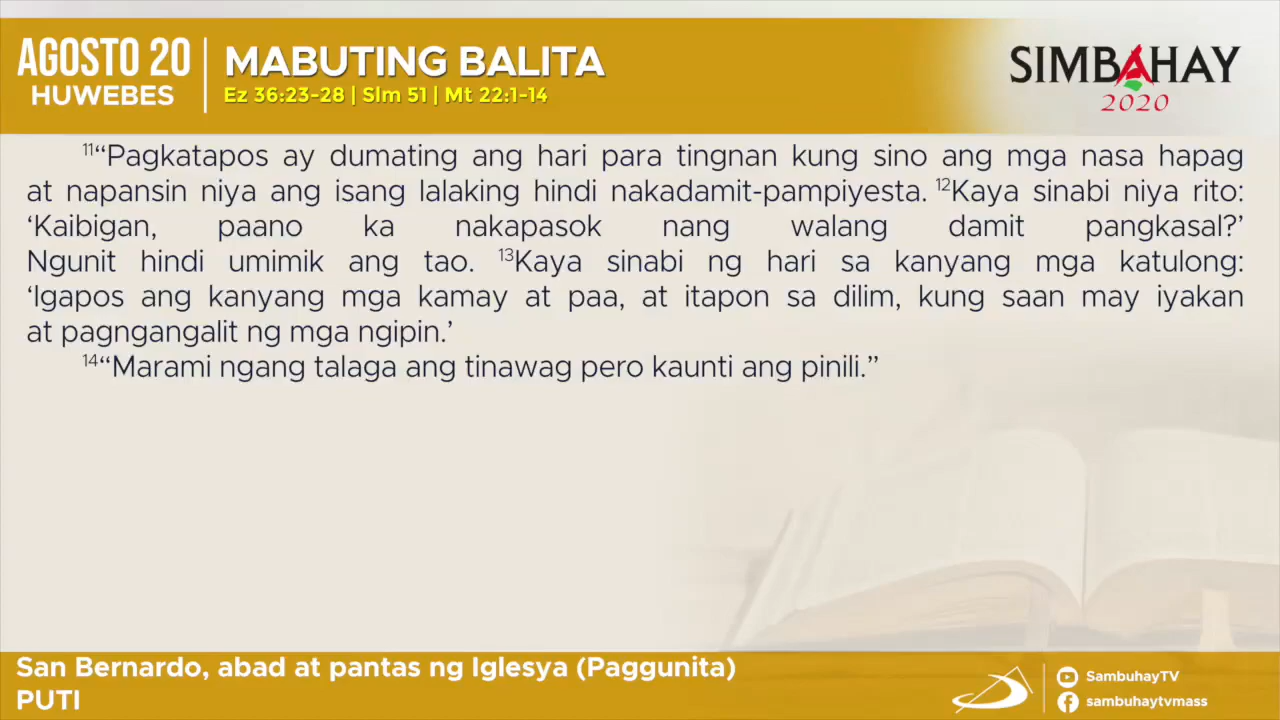 AGOSTO 20
HUWEBES
MABUTING BALITA
Ez 36:23-28 | Slm 51 | Mt 22:1-14
SIMBAHAY
2020
¹¹“Pagkatapos ay dumating ang hari para tingnan kung sino ang mga nasa hapag
at napansin niya ang isang lalaking hindi nakadamit-pampiyesta. ¹²Kaya sinabi niya rito:
‘Kaibigan, paano ka nakapasok nang walang damit pangkasal?’
Ngunit hindi umimik ang tao. ¹³Kaya sinabi ng hari sa kanyang mga katulong:
‘Igapos ang kanyang mga kamay at paa, at itapon sa dilim, kung saan may iyakan
at pagngangalit ng mga ngipin.’
¹⁴“Marami ngang talaga ang tinawag pero kaunti ang pinili.”
San Bernardo, abad at pantas ng Iglesya (Paggunita)
PUTI
SambuhayTV
sambuhaytvmass